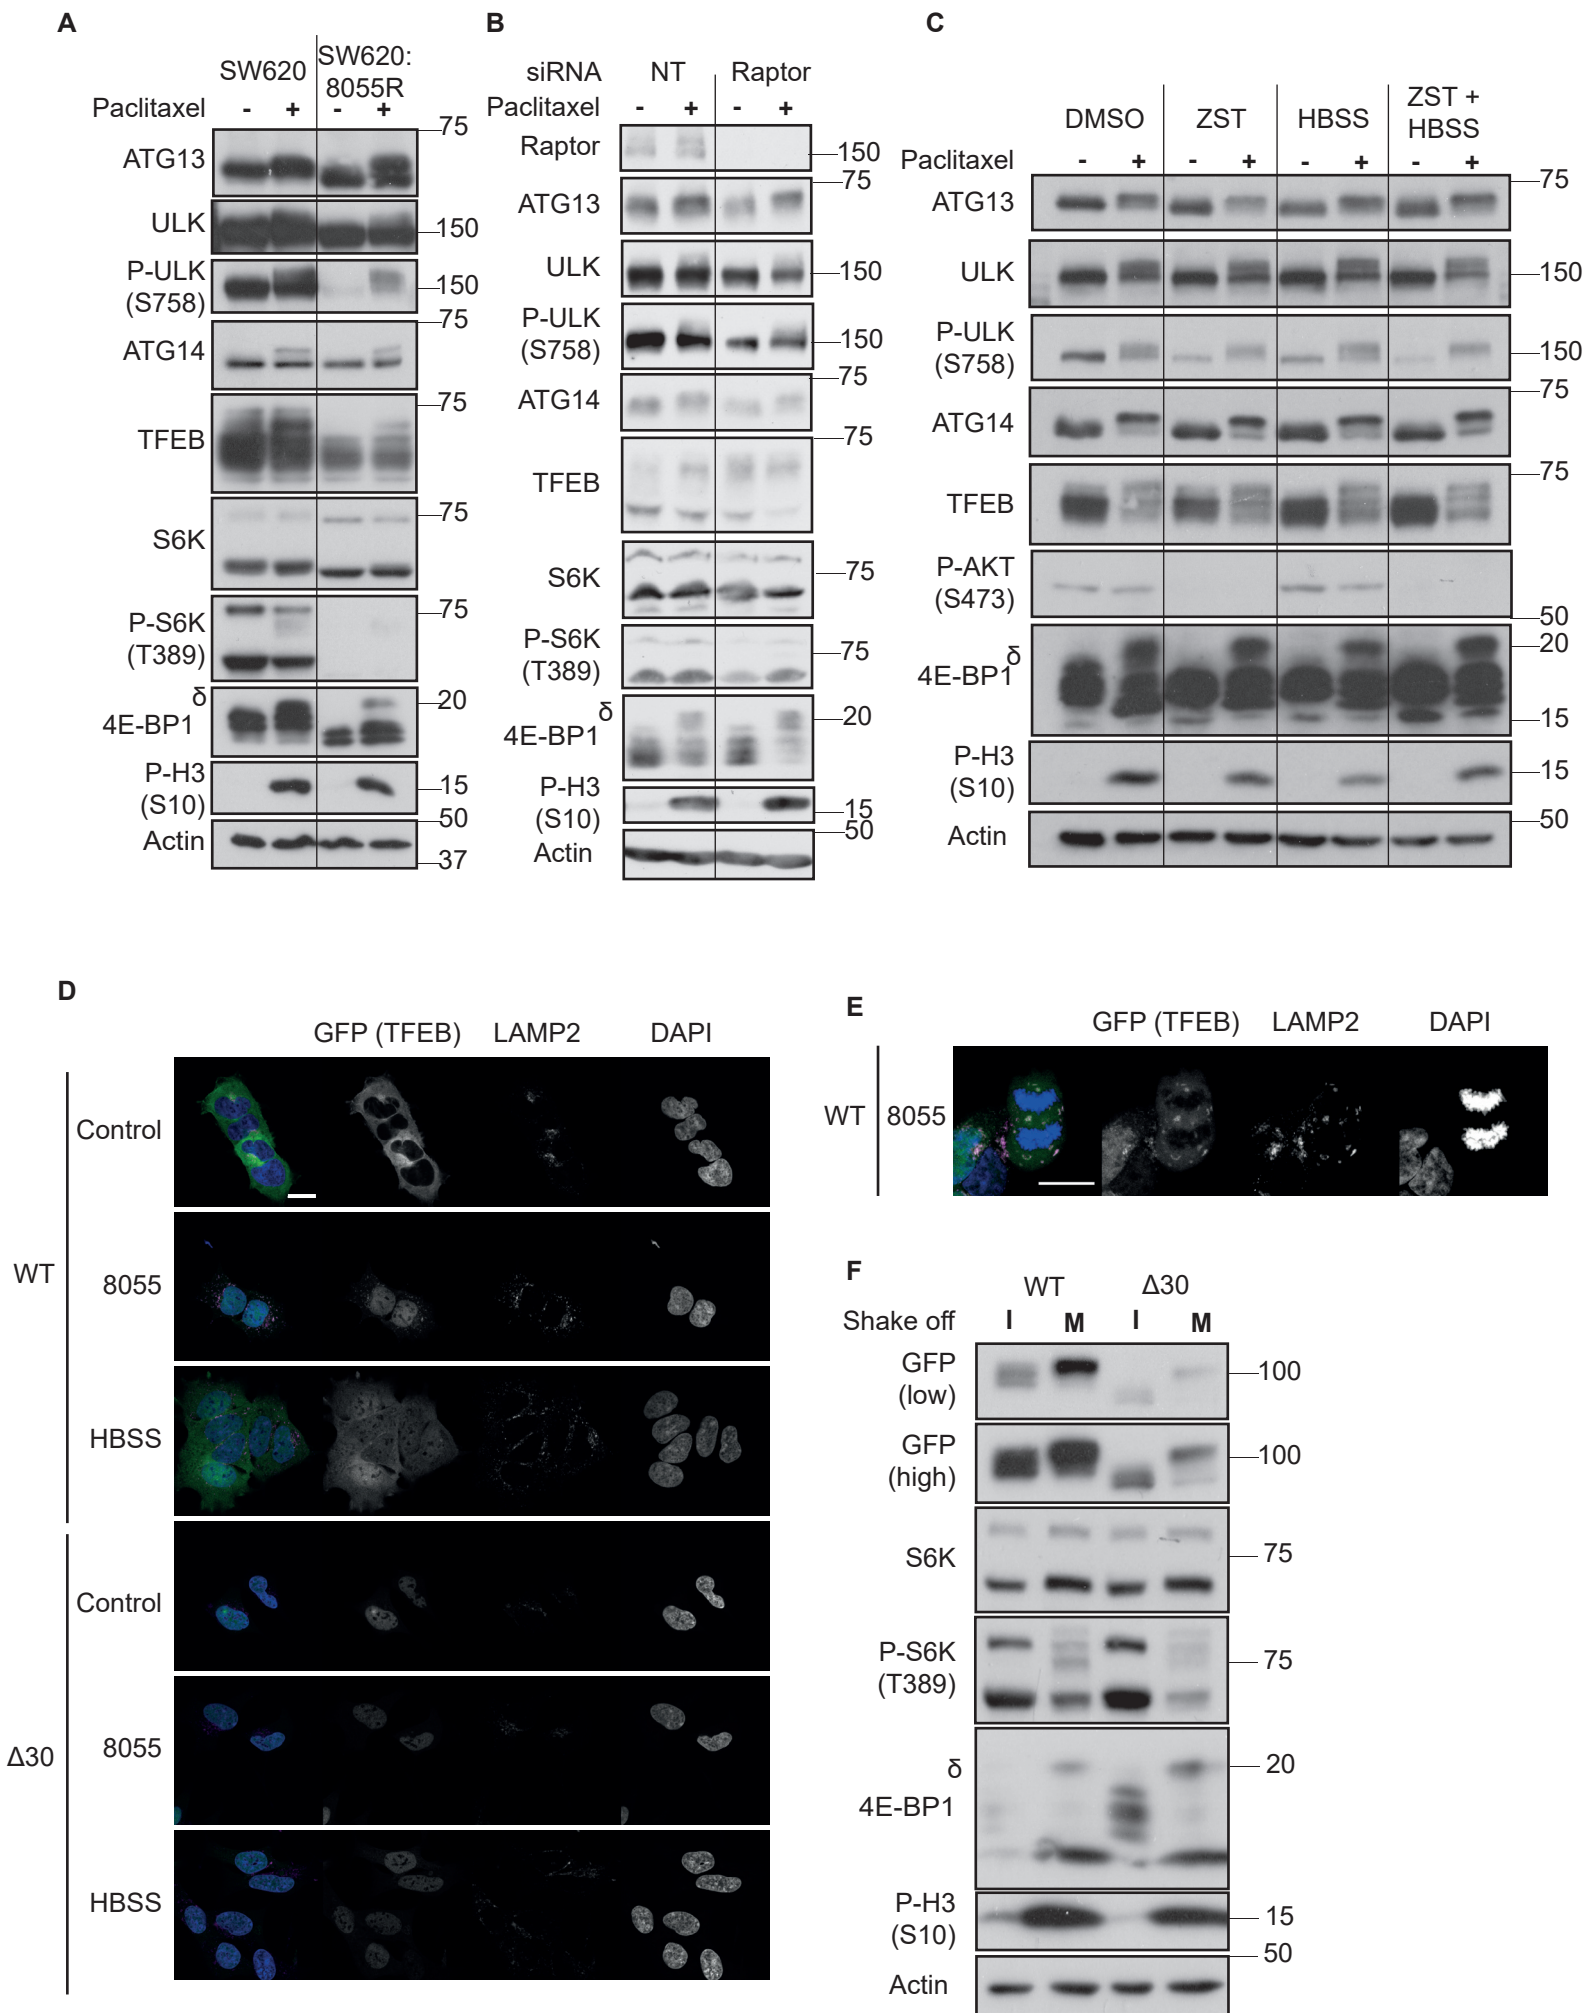 A
SW620
SW620:
8055R
Paclitaxel - + - +
75
ATG13
ULK
150
P-ULK
(S758)
150
75
ATG14
75
TFEB
75
S6K
75
P-S6K
(T389)
δ
20
4E-BP1
P-H3
(S10)
15
50
Actin
37
B
siRNA NT Raptor
Paclitaxel - + - +
Raptor
150
75
ATG13
ULK
150
P-ULK
(S758)
150
75
ATG14
75
TFEB
S6K
75
P-S6K
(T389)
75
δ
20
4E-BP1
P-H3
(S10)
15
50
Actin
C
DMSO ZST HBSS ZST +
HBSS
Paclitaxel - + - + - + - +
75
ATG13
ULK
150
P-ULK
(S758)
150
75
ATG14
75
TFEB
P-AKT
(S473)
50
20
δ
4E-BP1
15
P-H3
(S10)
15
50
Actin
D
GFP (TFEB) LAMP2 DAPI
WT
Control
8055
HBSS
Δ30
Control
8055
HBSS
E
GFP (TFEB) LAMP2 DAPI
WT 8055
F
WT Δ30
Shake off I M I M
GFP
(low)
100
GFP
(high)
100
S6K
75
P-S6K
(T389)
75
δ
20
4E-BP1
P-H3
(S10)
15
50
Actin